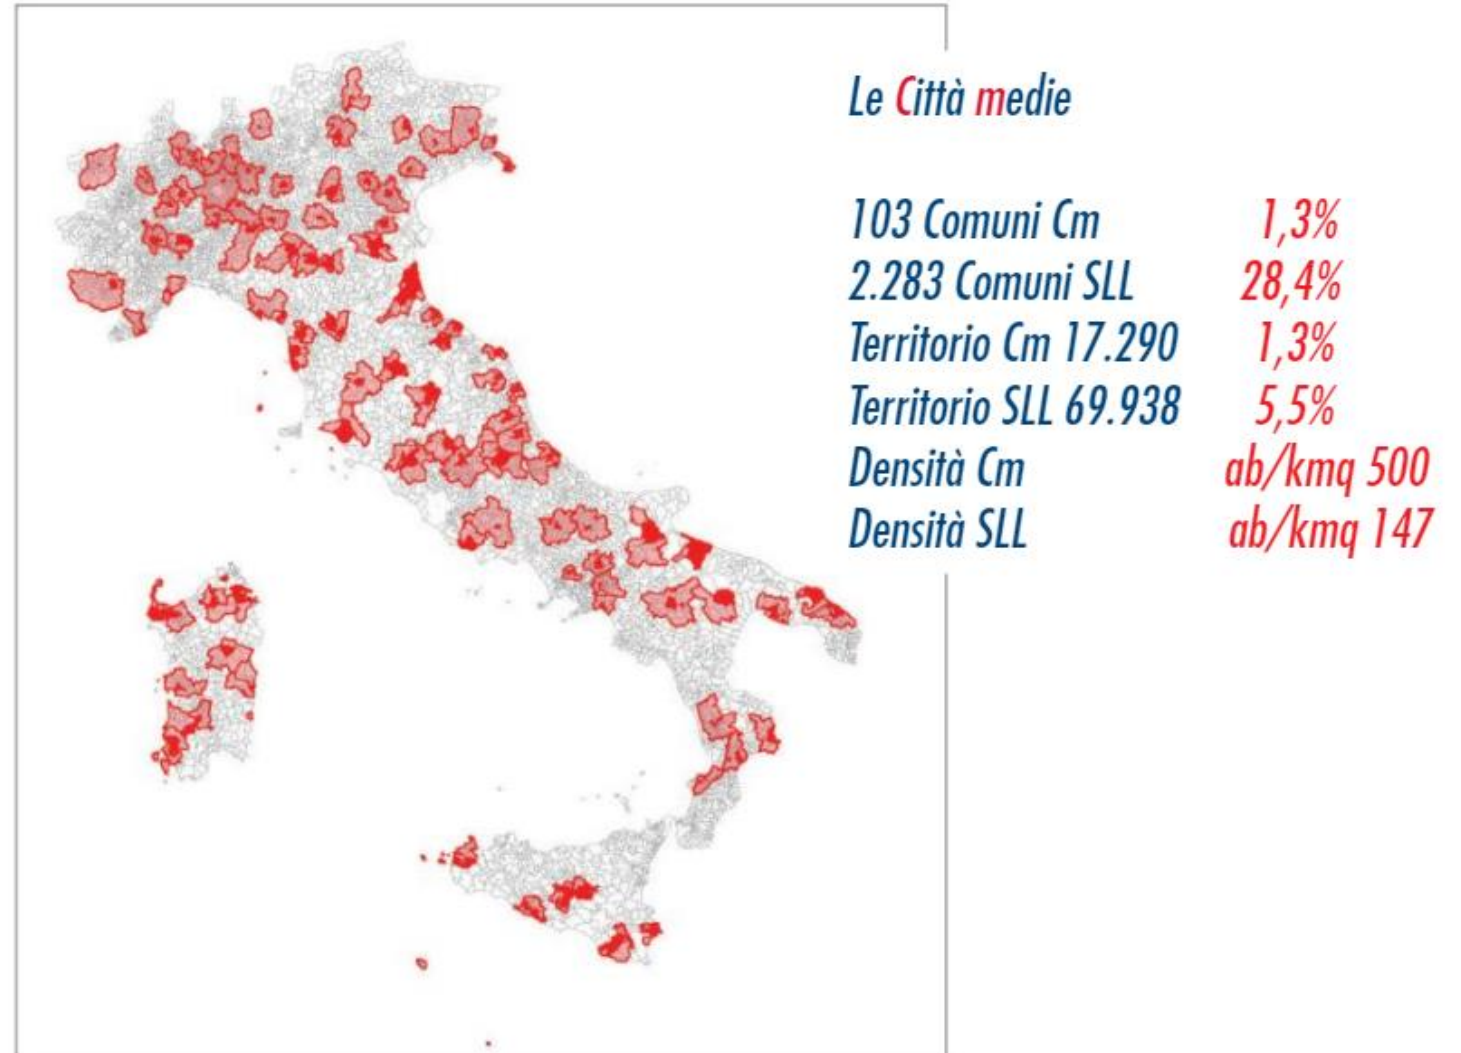 Le Città medie
103 Comuni Cm 1,3%
2.283 Comuni SLL 28,4%
Territorio Cm 17.290 1,3%
Territorio SLL 69.938 5,5%
Densità Cm ab/kmq 500
Densità SLL ab/kmq 147